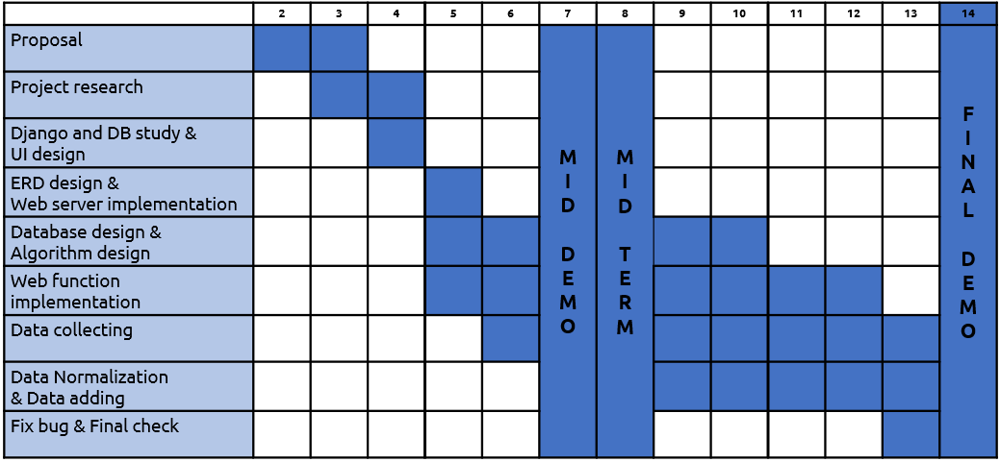 2 3 4 5 6 7 8 9 10 11 12 13 14
Proposal
Project research
Django and DB study &
UI design
ERD design &
Web server implementation
Database design &
Algorithm design
Web function
implementation
Data collecting
Data Normalization
& Data adding
Fix bug & Final check
MID DEMO
MID TERM
FINAL DEMO